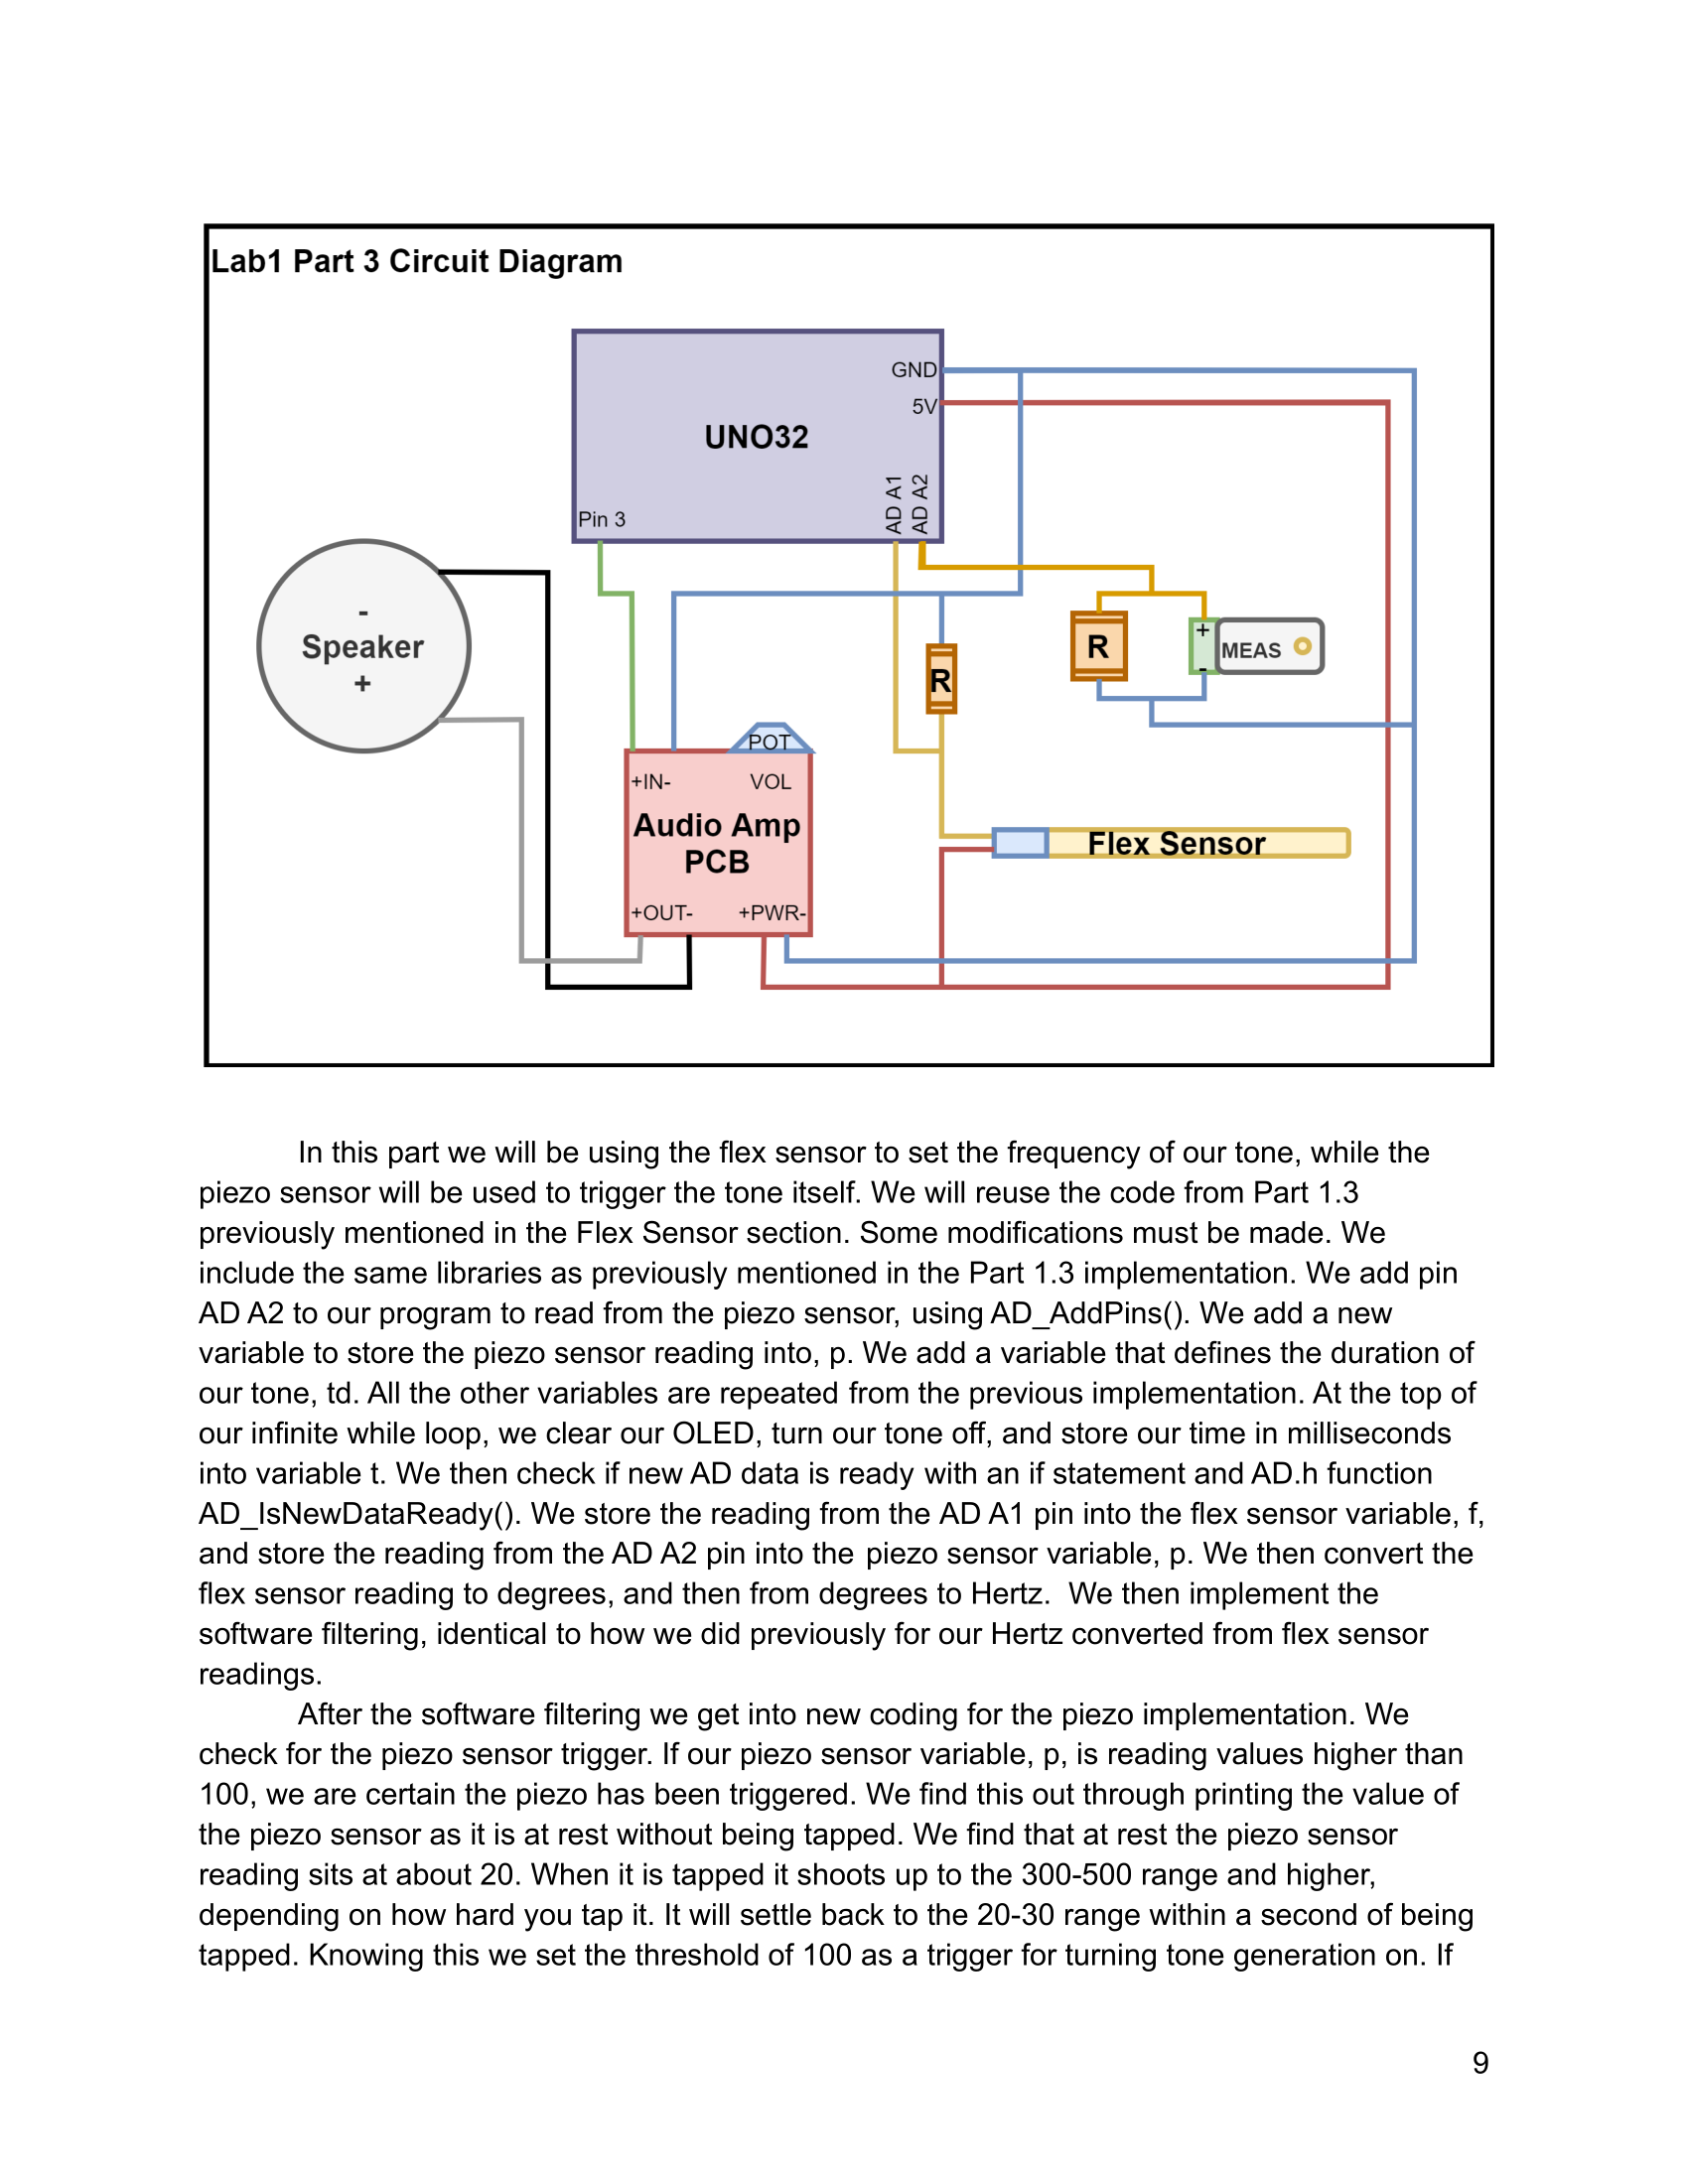 Lab1 Part 3 Circuit Diagram
GND
5V
UNO32
AD A1
AD A2
Pin 3
-
Speaker
+
R
R
+
MEAS
-
POT
+IN-
VOL
Audio Amp
PCB
Flex Sensor
+OUT-
+PWR-
In this part we will be using the flex sensor to set the frequency of our tone, while the
piezo sensor will be used to trigger the tone itself. We will reuse the code from Part 1.3
previously mentioned in the Flex Sensor section. Some modifications must be made. We
include the same libraries as previously mentioned in the Part 1.3 implementation. We add pin
AD A2 to our program to read from the piezo sensor, using AD_AddPins(). We add a new
variable to store the piezo sensor reading into, p. We add a variable that defines the duration of
our tone, td. All the other variables are repeated from the previous implementation. At the top of
our infinite while loop, we clear our OLED, turn our tone off, and store our time in milliseconds
into variable t. We then check if new AD data is ready with an if statement and AD.h function
AD_IsNewDataReady(). We store the reading from the AD A1 pin into the flex sensor variable, f,
and store the reading from the AD A2 pin into the piezo sensor variable, p. We then convert the
flex sensor reading to degrees, and then from degrees to Hertz.  We then implement the
software filtering, identical to how we did previously for our Hertz converted from flex sensor
readings.
After the software filtering we get into new coding for the piezo implementation. We
check for the piezo sensor trigger. If our piezo sensor variable, p, is reading values higher than
100, we are certain the piezo has been triggered. We find this out through printing the value of
the piezo sensor as it is at rest without being tapped. We find that at rest the piezo sensor
reading sits at about 20. When it is tapped it shoots up to the 300-500 range and higher,
depending on how hard you tap it. It will settle back to the 20-30 range within a second of being
tapped. Knowing this we set the threshold of 100 as a trigger for turning tone generation on. If
9